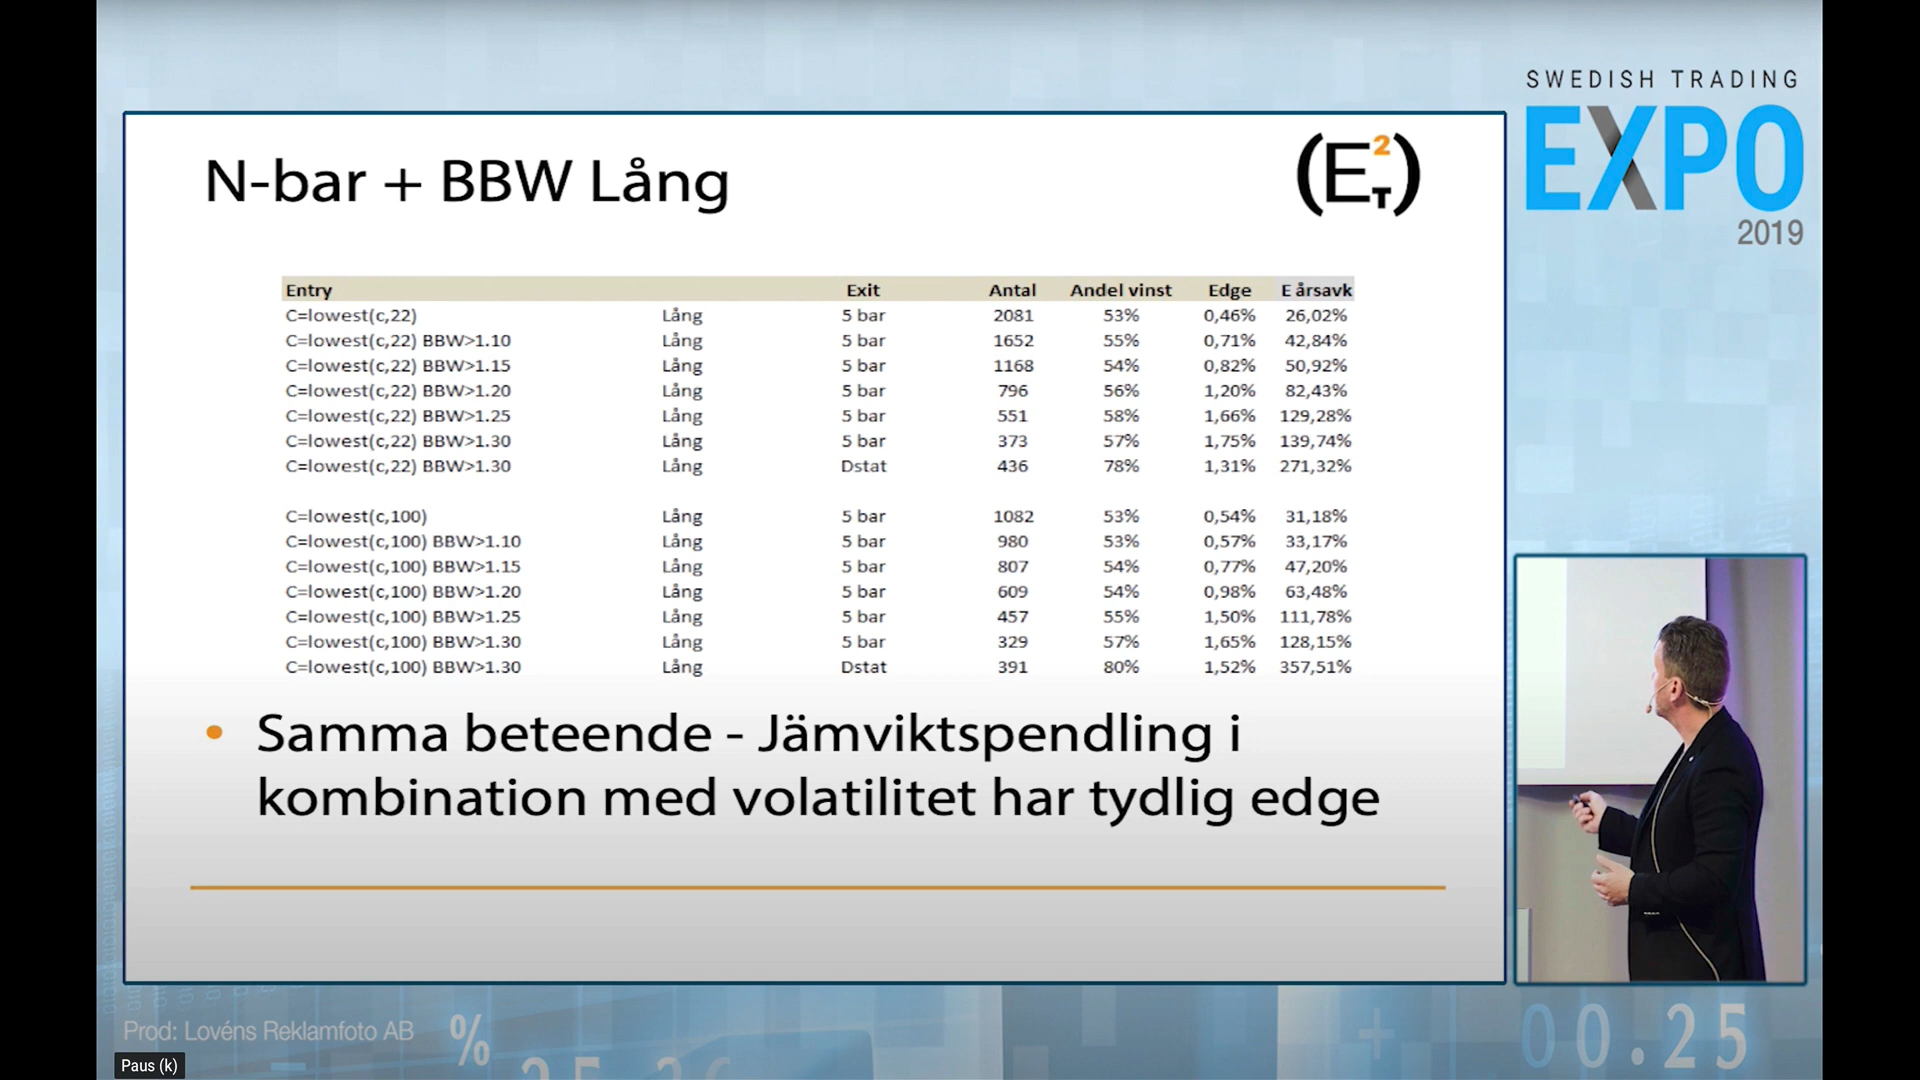 SWEDISH TRADING
EXPO
2019
N-bar + BBW Lång
(E²T)
Entry Exit Antal Andel vinst Edge E årsavk
C=lowest(c,22) Lång 5 bar 2081 53% 0,46% 26,02%
C=lowest(c,22) BBW>1.10 Lång 5 bar 1652 55% 0,71% 42,84%
C=lowest(c,22) BBW>1.15 Lång 5 bar 1168 54% 0,82% 50,92%
C=lowest(c,22) BBW>1.20 Lång 5 bar 796 56% 1,20% 82,43%
C=lowest(c,22) BBW>1.25 Lång 5 bar 551 58% 1,66% 129,28%
C=lowest(c,22) BBW>1.30 Lång 5 bar 373 57% 1,75% 139,74%
C=lowest(c,22) BBW>1.30 Lång Dstat 436 78% 1,31% 271,32%
C=lowest(c,100) Lång 5 bar 1082 53% 0,54% 31,18%
C=lowest(c,100) BBW>1.10 Lång 5 bar 980 53% 0,57% 33,17%
C=lowest(c,100) BBW>1.15 Lång 5 bar 807 54% 0,77% 47,20%
C=lowest(c,100) BBW>1.20 Lång 5 bar 609 54% 0,98% 63,48%
C=lowest(c,100) BBW>1.25 Lång 5 bar 457 55% 1,50% 111,78%
C=lowest(c,100) BBW>1.30 Lång 5 bar 329 57% 1,65% 128,15%
C=lowest(c,100) BBW>1.30 Lång Dstat 391 80% 1,52% 357,51%
• Samma beteende - Jämviktspendling i
kombination med volatilitet har tydlig edge
Prod: Lovéns Reklamfoto AB
%
+ 00.25
Paus (k)